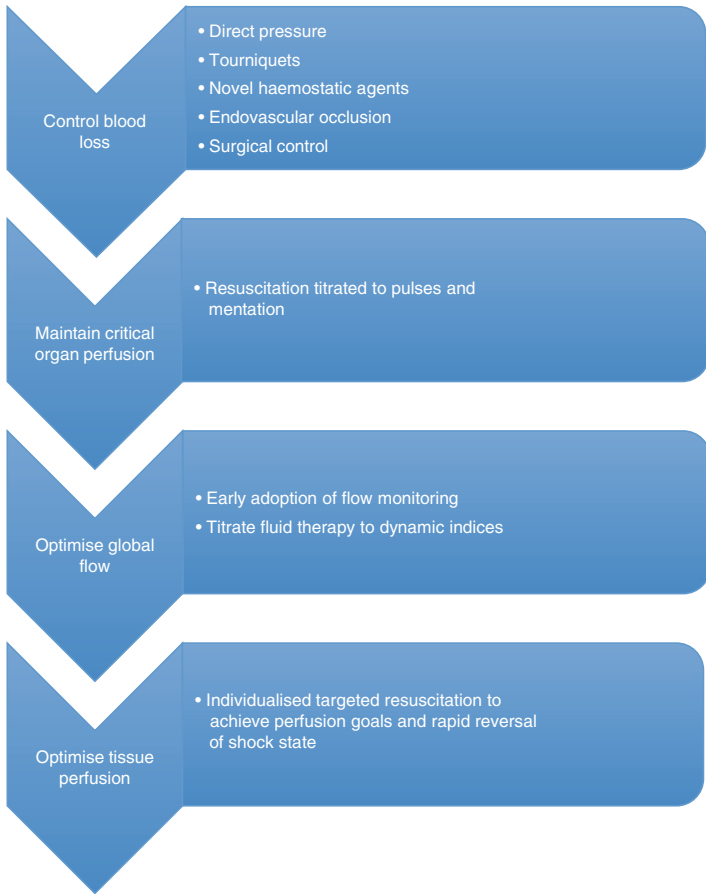 Control blood
loss
• Direct pressure
• Tourniquets
• Novel haemostatic agents
• Endovascular occlusion
• Surgical control
Maintain critical
organ perfusion
• Resuscitation titrated to pulses and
mentation
Optimise global
flow
• Early adoption of flow monitoring
• Titrate fluid therapy to dynamic indices
Optimise tissue
perfusion
• Individualised targeted resuscitation to
achieve perfusion goals and rapid reversal
of shock state